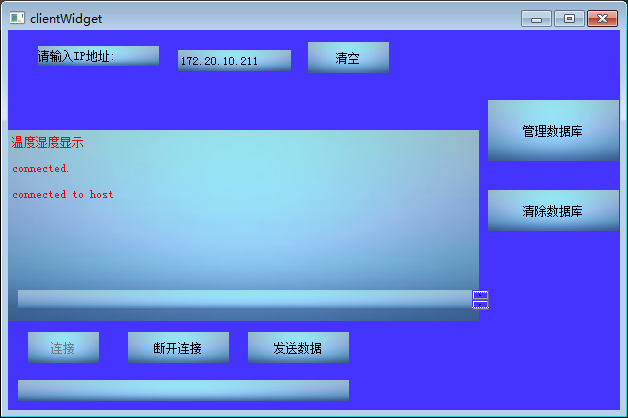 clientWidget
请输入IP地址:
172.20.10.211
清空
管理数据库
温度湿度显示
connected.
connected to host
清除数据库
连接
断开连接
发送数据